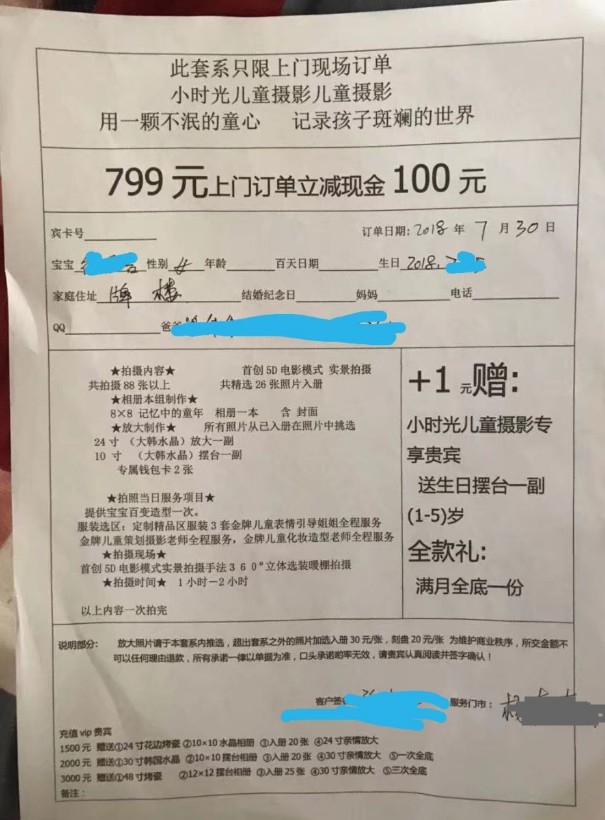 此套系只限上门现场订单
小时光儿童摄影儿童摄影
用一颗不泯的童心 记录孩子斑斓的世界
799 元上门订单立减现金 100 元
宾卡号 订单日期: 2018 年 7 月 30 日
宝宝 性别 女 年龄 百天日期 生日 2018.
家庭住址 牌 楼 结婚纪念日 妈妈 电话
QQ 爸爸
★拍摄内容★ 首创 5D 电影模式 实景拍摄
共拍摄 88 张以上 共精选 26 张照片入册
★相册本组制作★
8×8 记忆中的童年 相册一本 含 封面
★放大制作★ 所有照片从已入册在照片中挑选
24 寸 （大韩水晶）放大一副
10 寸 （大韩水晶）摆台一副
专属钱包卡 2 张
★拍照当日服务项目★
提供宝宝百变造型一次。
服装选区：定制精品区服装 3 套金牌儿童表情引导姐姐全程服务
金牌儿童策划摄影老师全程服务，金牌儿童化妆造型老师全程服务
★拍摄现场★
首创 5D 电影模式实景拍摄手法 3 6 0°立体选装暖棚拍摄
★拍摄时间★ 1 小时－2 小时
以上内容一次拍完
+1 元赠:
小时光儿童摄影专
享贵宾
送生日摆台一副
(1-5)岁
全款礼:
满月全底一份
说明部分： 放大照片请于本套系内推选，超出套系之外的照片加选入册 30 元/张，刻盘 20 元/张 为维护商业秩序，所交金额不
可以任何理由退款，所有承诺一律以单据为准，口头承诺啲率无效，请贵宾认真阅读并签字确认！
客户签 服务门市：
充值 vip 贵宾
1500 元 赠送①24 寸花边烤瓷 ②10×10 水晶相册 ③入册 20 张 ④24 寸亲情放大
2000 元 赠送①30 寸韩国水晶 ②10×10 摆台相册 ③入册 20 张 ④30 寸亲情放大 ⑤一次全底
3000 元 赠送①48 寸烤瓷 ②12×12 摆台相册 ③入册 25 张 ④30 寸亲情放大 ⑤三次全底
备注：